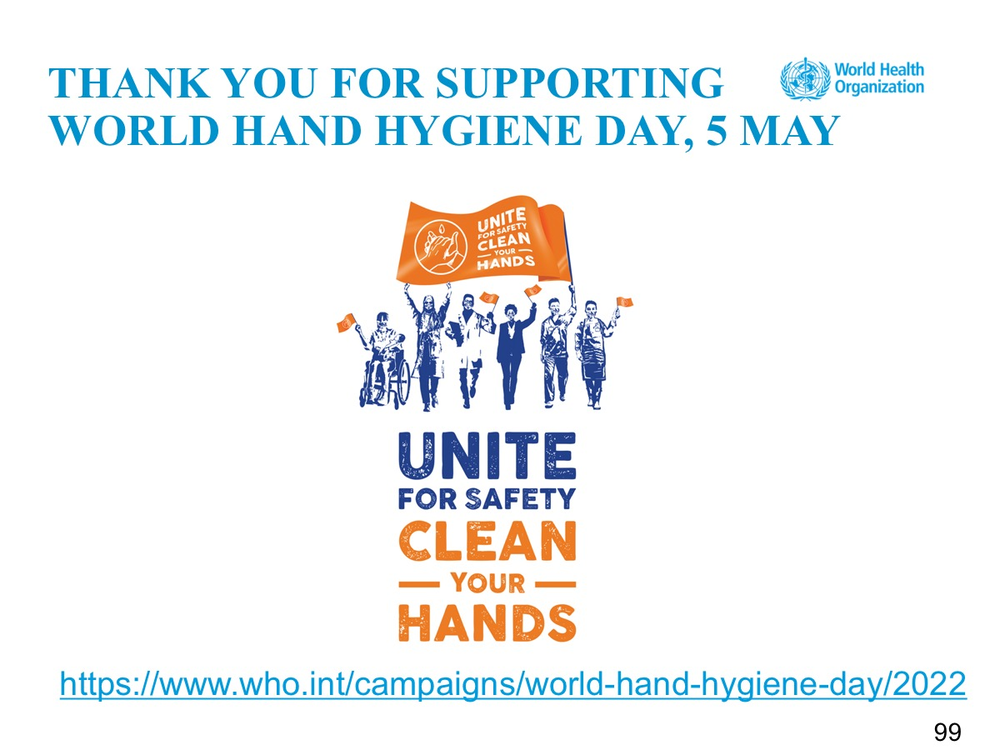 THANK YOU FOR SUPPORTING
WORLD HAND HYGIENE DAY, 5 MAY
World Health
Organization
UNITE
FOR SAFETY
CLEAN
YOUR
HANDS
UNITE
FOR SAFETY
CLEAN
YOUR
HANDS
https://www.who.int/campaigns/world-hand-hygiene-day/2022
99